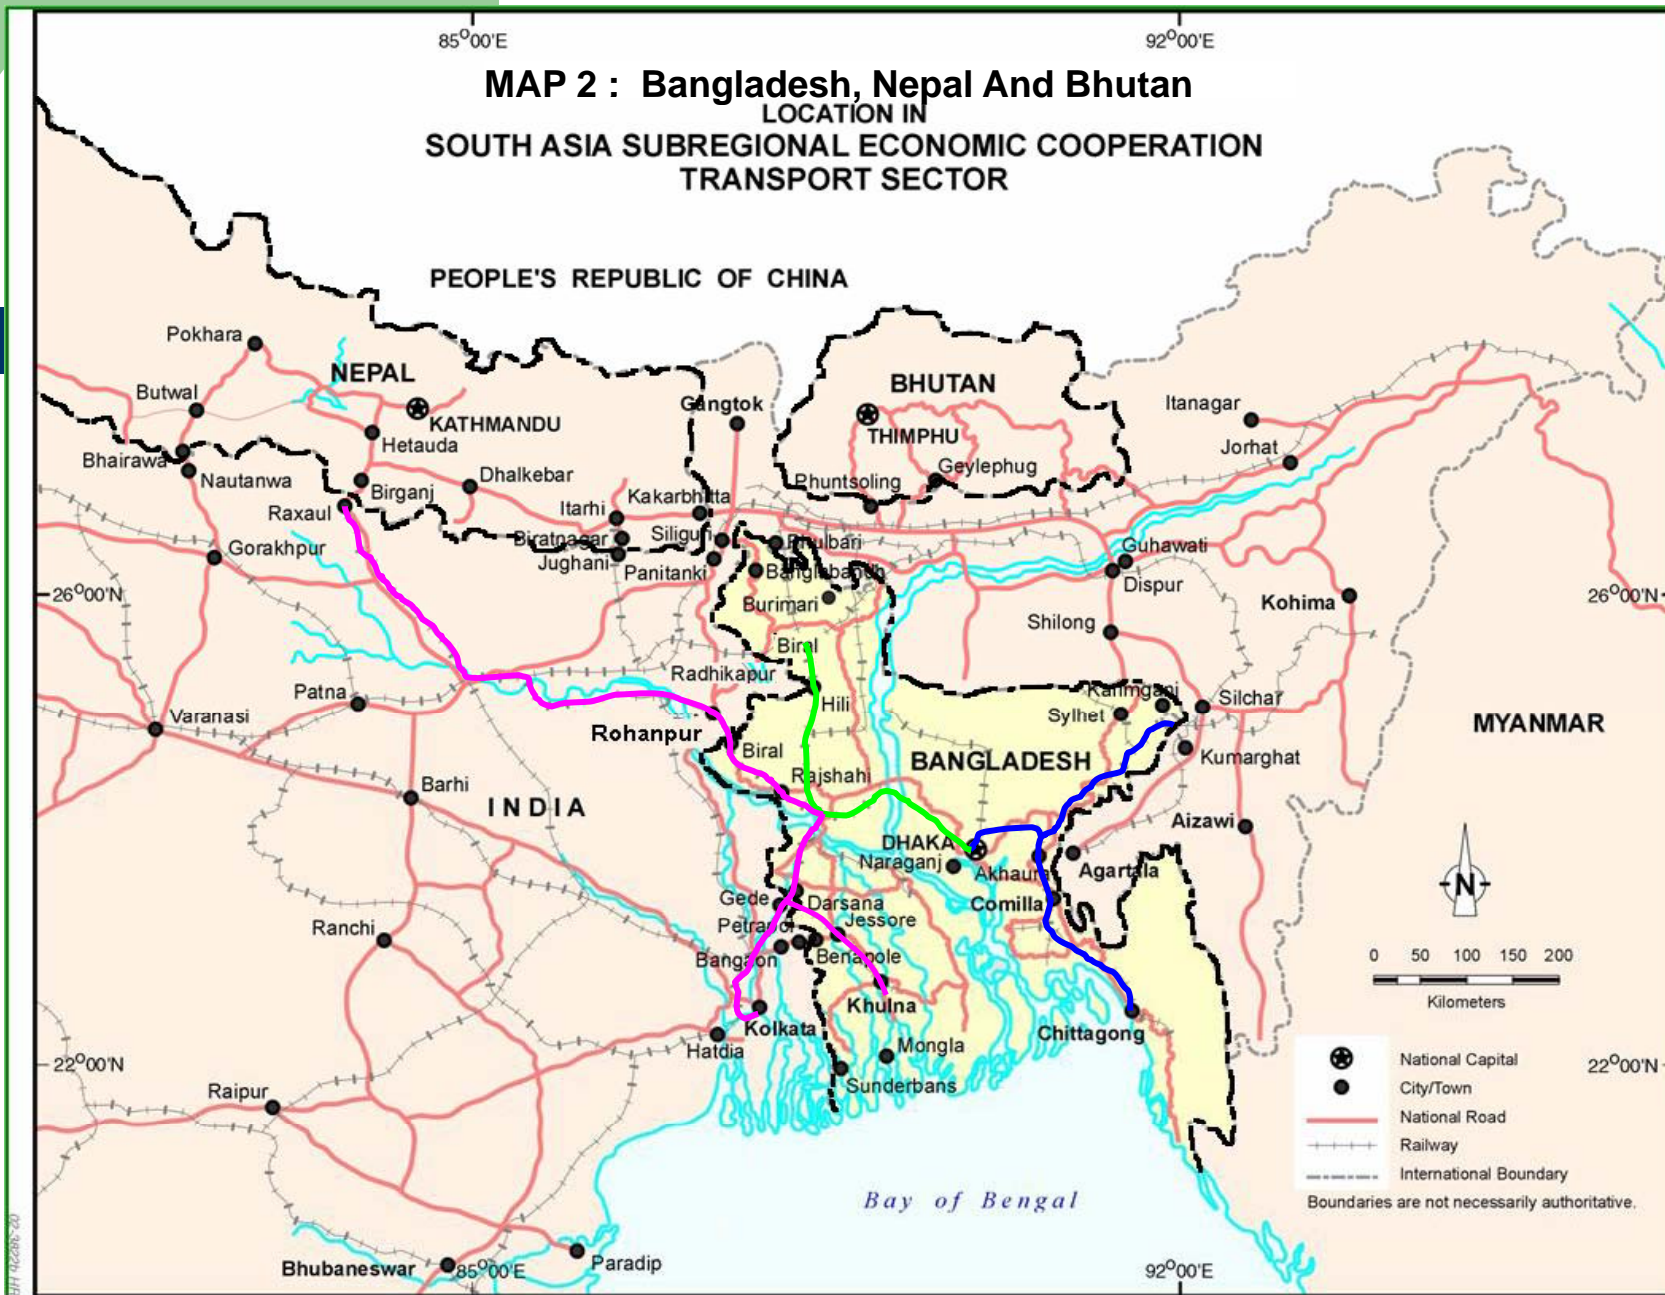 85°00'E
92°00'E
MAP 2 : Bangladesh, Nepal And Bhutan
LOCATION IN
SOUTH ASIA SUBREGIONAL ECONOMIC COOPERATION
TRANSPORT SECTOR
PEOPLE'S REPUBLIC OF CHINA
Pokhara
NEPAL
BHUTAN
Butwal
Gangtok
Itanagar
KATHMANDU
THIMPHU
Hetauda
Jorhat
Bhairawa
Nautanwa
Dhalkebar
Geylephug
Phuntsoling
Birganj
Kakarbhitta
Raxaul
Itarhi
Biratnagar
Siliguri
Phulbari
Gorakhpur
Jughani
Panitanki
Banglabandh
Guhawati
Dispur
26°00'N
Burimari
Kohima
26°00'N
Shilong
Biral
Radhikapur
Patna
Hili
Karimganj
Silchar
Varanasi
Sylhet
Rohanpur
MYANMAR
Biral
BANGLADESH
Kumarghat
Rajshahi
Barhi
INDIA
Aizawi
DHAKA
Naraganj
Akhaura
Agartala
Gede
Darsana
Comilla
Ranchi
Petrapol
Jessore
Bangaon
Benapole
N
0 50 100 150 200
Kilometers
Khulna
Kolkata
Chittagong
Hatdia
Mongla
National Capital
22°00'N
22°00'N
Sunderbans
City/Town
Raipur
National Road
Railway
International Boundary
Bay of Bengal
Boundaries are not necessarily authoritative.
Paradip
Bhubaneswar
85°00'E
92°00'E